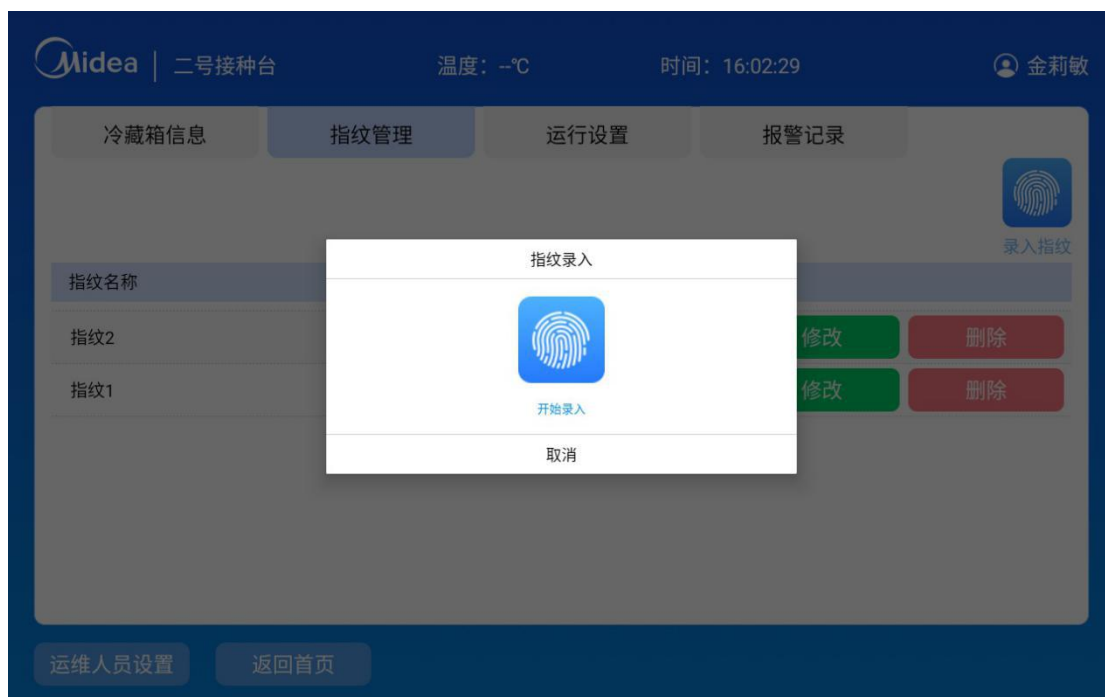 Midea | 二号接种台 温度：--℃ 时间：16:02:29 金莉敏
冷藏箱信息 指纹管理 运行设置 报警记录
录入指纹
指纹录入
指纹名称
指纹2 修改 删除
指纹1 修改 删除
开始录入
取消
运维人员设置 返回首页